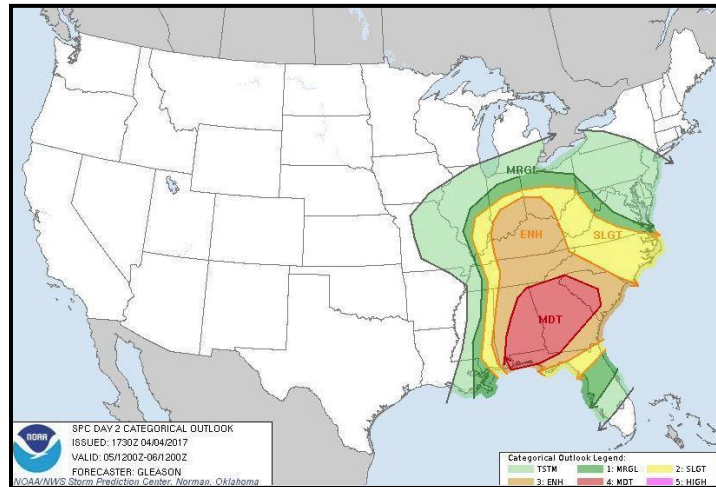 MRGL
ENH
SLGT
MDT
NOAA
SPC DAY 2 CATEGORICAL OUTLOOK
ISSUED: 1730Z 04/04/2017
VALID: 05/1200Z-06/1200Z
FORECASTER: GLEASON
NOAA/NWS Storm Prediction Center, Norman, Oklahoma
Categorical Outlook Legend:
TSTM 1: MRGL 2: SLGT
3: ENH 4: MDT 5: HIGH